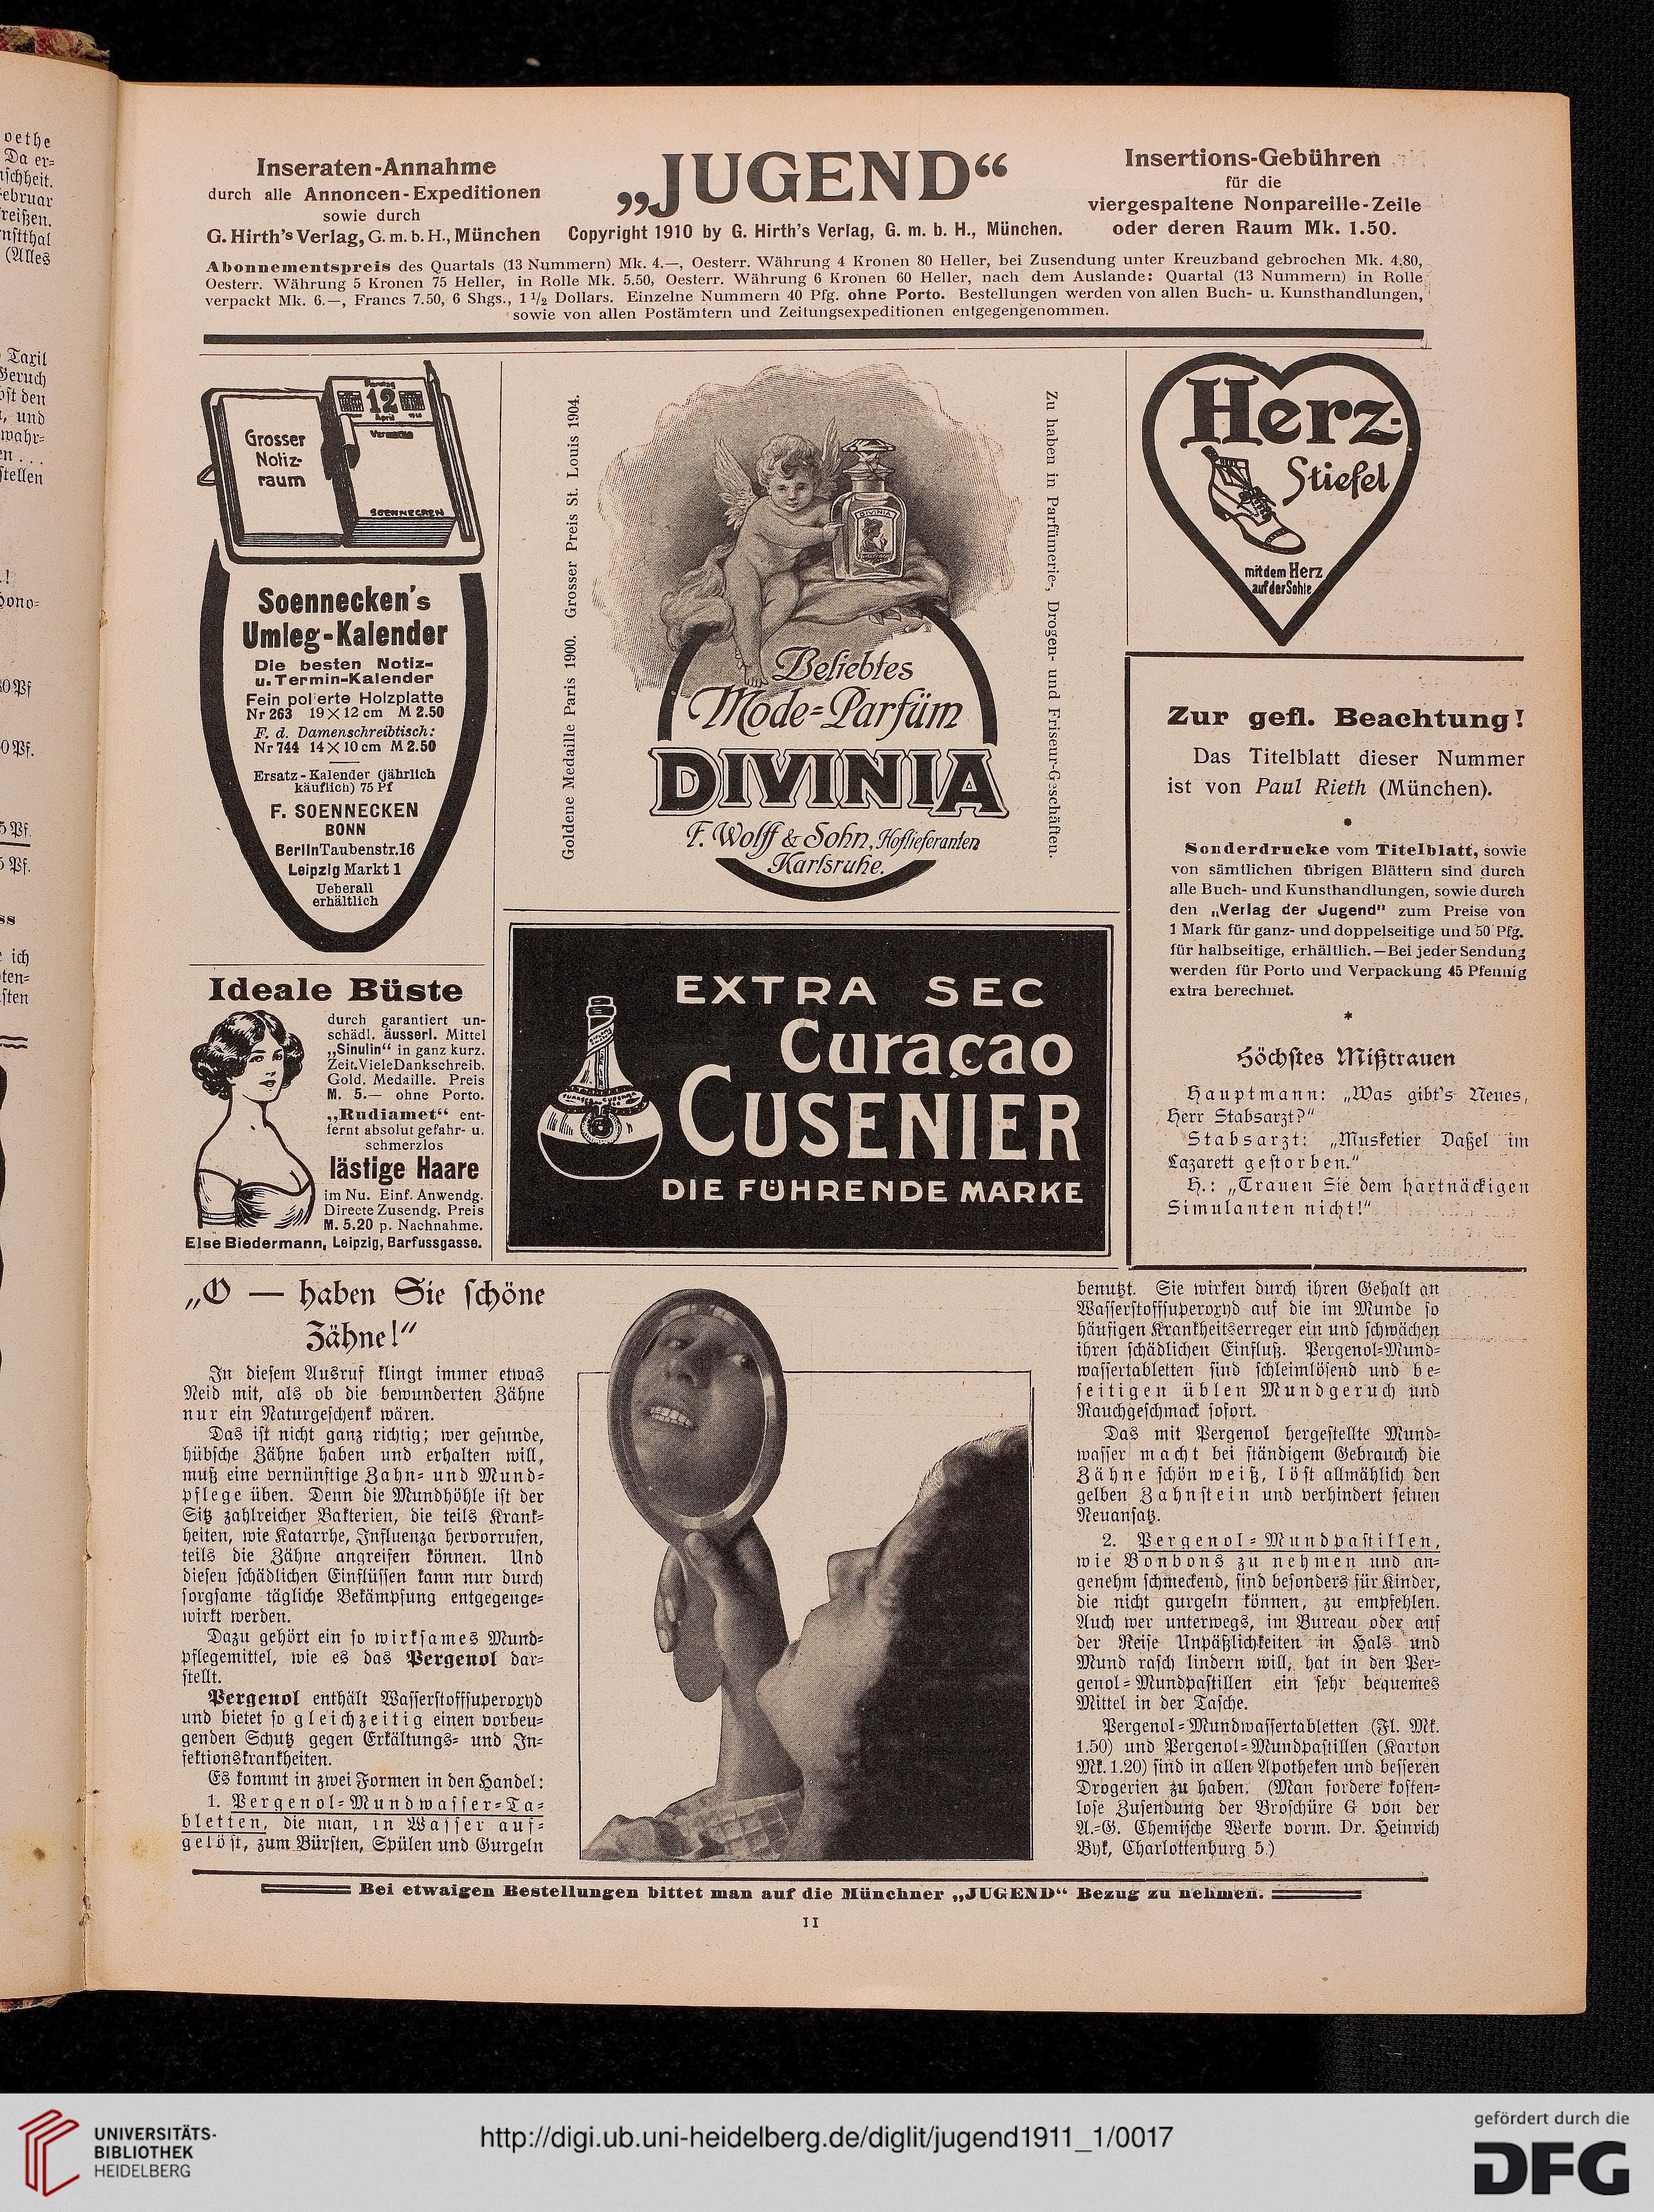 Inseraten-Annahme
durch alle Annoncen-Expeditionen
sowie durch
G. Hirth's Verlag, G. m. b. H., München
„JUGEND“
Copyright 1910 by G. Hirth's Verlag, G. m. b. H., München.
Insertions-Gebühren
für die
viergespaltene Nonpareille-Zeile
oder deren Raum Mk. 1.50.
Abonnementspreis des Quartals (13 Nummern) Mk. 4.—, Oesterr. Währung 4 Kronen 80 Heller, bei Zusendung unter Kreuzband gebrochen Mk. 4.80,
Oesterr. Währung 5 Kronen 75 Heller, in Rolle Mk. 5.50, Oesterr. Währung 6 Kronen 60 Heller, nach dem Auslande: Quartal (13 Nummern) in Rolle
verpackt Mk. 6.—, Francs 7.50, 6 Shgs., 1 1/2 Dollars. Einzelne Nummern 40 Pfg. ohne Porto. Bestellungen werden von allen Buch- u. Kunsthandlungen,
sowie von allen Postämtern und Zeitungsexpeditionen entgegengenommen.
Grosser
Notiz-
raum
12
April
SOENNECKEN
Soennecken's
Umleg-Kalender
Die besten Notiz-
u. Termin-Kalender
Fein polierte Holzplatte
Nr 263 19 × 12 cm M 2.50
F. d. Damenschreibtisch:
Nr 744 14 × 10 cm M 2.50
Ersatz-Kalender (jährlich
käuflich) 75 Pf
F. SOENNECKEN
BONN
Berlin Taubenstr. 16
Leipzig Markt 1
Ueberall
erhältlich
Goldene Medaille Paris 1900. Grosser Preis St. Louis 1904.
DIVINIA
Beliebtes
Mode=Parfüm
DIVINIA
F. Wolff & Sohn, Hoflieferanten
Karlsruhe.
Zu haben in Parfümerie-, Drogen- und Friseur-Geschäften.
Herz-
Stiefel
mit dem Herz
auf der Sohle
Ideale Büste
durch garantiert un-
schädl. äusserl. Mittel
„Sinulin“ in ganz kurz.
Zeit. Viele Dankschreib.
Gold. Medaille. Preis
M. 5.— ohne Porto.
„Rudiamet“ ent-
fernt absolut gefahr- u.
schmerzlos
lästige Haare
im Nu. Einf. Anwendg.
Directe Zusendg. Preis
M. 5.20 p. Nachnahme.
Else Biedermann, Leipzig, Barfussgasse.
EXTRA SEC
Curaçao
CUSENIER
DIE FÜHRENDE MARKE
Zur gefl. Beachtung!
Das Titelblatt dieser Nummer
ist von Paul Rieth (München).
Sonderdrucke vom Titelblatt, sowie
von sämtlichen übrigen Blättern sind durch
alle Buch- und Kunsthandlungen, sowie durch
den „Verlag der Jugend“ zum Preise von
1 Mark für ganz- und doppelseitige und 50 Pfg.
für halbseitige, erhältlich. — Bei jeder Sendung
werden für Porto und Verpackung 45 Pfennig
extra berechnet.
*
Höchstes Mißtrauen
Hauptmann: „Was gibt's Neues,
Herr Stabsarzt?“
Stabsarzt: „Musketier Daßel im
Lazarett gestorben.“
H.: „Trauen Sie dem hartnäckigen
Simulanten nicht!“
„O — haben Sie schöne
Zähne!“
In diesem Ausruf klingt immer etwas
Neid mit, als ob die bewunderten Zähne
nur ein Naturgeschenk wären.
Das ist nicht ganz richtig; wer gesunde,
hübsche Zähne haben und erhalten will,
muß eine vernünftige Zahn- und Mund-
pflege üben. Denn die Mundhöhle ist der
Sitz zahlreicher Bakterien, die teils Krank-
heiten, wie Katarrhe, Influenza hervorrufen,
teils die Zähne angreifen können. Und
diesen schädlichen Einflüssen kann nur durch
sorgsame tägliche Bekämpfung entgegenge-
wirkt werden.
Dazu gehört ein so wirksames Mund-
pflegemittel, wie es das Pergenol dar-
stellt.
Pergenol enthält Wasserstoffsuperoxyd
und bietet so gleichzeitig einen vorbeu-
genden Schutz gegen Erkältungs- und In-
fektionskrankheiten.
Es kommt in zwei Formen in den Handel:
1. Pergenol-Mundwasser-Ta-
bletten, die man, in Wasser auf-
gelöst, zum Bürsten, Spülen und Gurgeln
benutzt. Sie wirken durch ihren Gehalt an
Wasserstoffsuperoxyd auf die im Munde so
häufigen Krankheitserreger ein und schwächen
ihren schädlichen Einfluß. Pergenol-Mund-
wassertabletten sind schleimlösend und be-
seitigen üblen Mundgeruch und
Rauchgeschmack sofort.
Das mit Pergenol hergestellte Mund-
wasser macht bei ständigem Gebrauch die
Zähne schön weiß, löst allmählich den
gelben Zahnstein und verhindert seinen
Neuansatz.
2. Pergenol-Mundpastillen,
wie Bonbons zu nehmen und an-
genehm schmeckend, sind besonders für Kinder,
die nicht gurgeln können, zu empfehlen.
Auch wer unterwegs, im Bureau oder auf
der Reise Unpäßlichkeiten in Hals und
Mund rasch lindern will, hat in den Per-
genol-Mundpastillen ein sehr bequemes
Mittel in der Tasche.
Pergenol-Mundwassertabletten (Fl. Mk.
1.50) und Pergenol-Mundpastillen (Karton
Mk. 1.20) sind in allen Apotheken und besseren
Drogerien zu haben. (Man fordere kosten-
lose Zusendung der Broschüre G von der
A.-G. Chemische Werke vorm. Dr. Heinrich
Byk, Charlottenburg 5.)
Bei etwaigen Bestellungen bittet man auf die Münchner „JUGEND“ Bezug zu nehmen.
11
UNIVERSITÄTS-
BIBLIOTHEK
HEIDELBERG
http://digi.ub.uni-heidelberg.de/diglit/jugend1911_1/0017
gefördert durch die
DFG